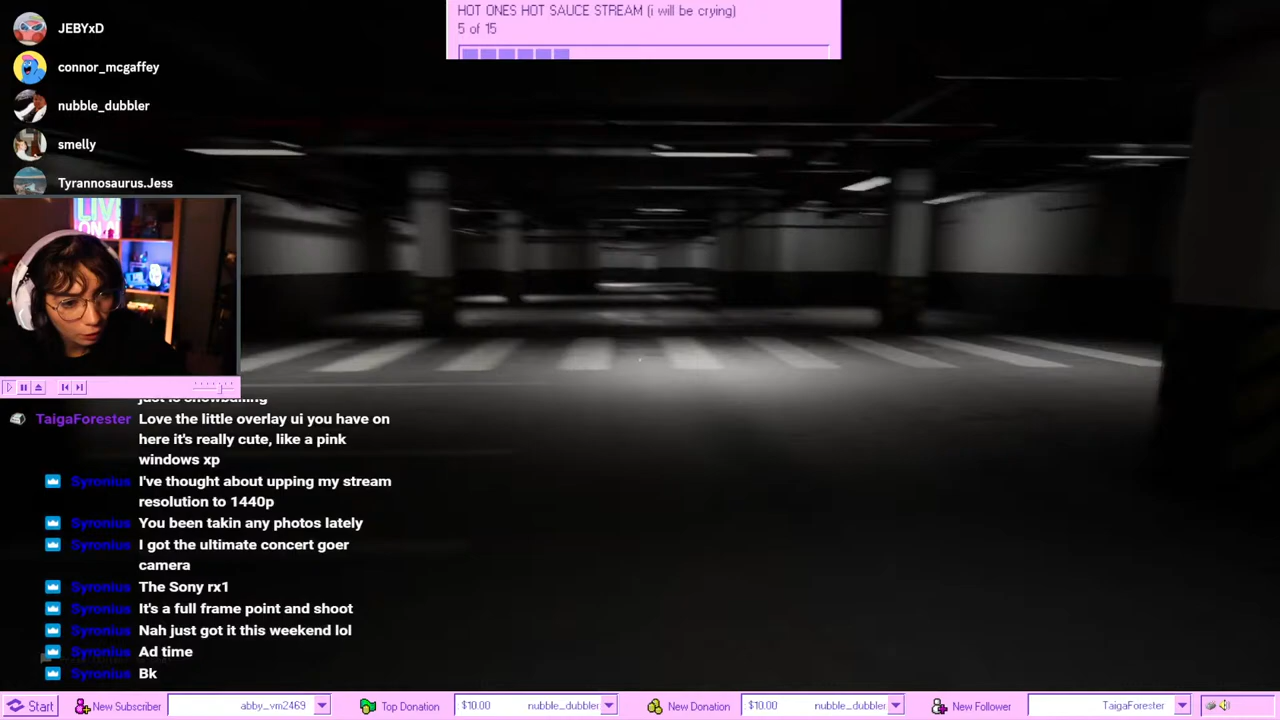 HOT ONES HOT SAUCE STREAM (i will be crying)
5 of 15
JEBYxD
connor_mcgaffey
nubble_dubbler
smelly
Tyrannosaurus.Jess
LIVE
just is snowballing
TaigaForester Love the little overlay ui you have on
here it's really cute, like a pink
windows xp
Syronius I've thought about upping my stream
resolution to 1440p
Syronius You been takin any photos lately
Syronius I got the ultimate concert goer
camera
Syronius The Sony rx1
Syronius It's a full frame point and shoot
Syronius Nah just got it this weekend lol
Syronius Ad time
Syronius Bk
Start New Subscriber abby_vm2469 Top Donation $10.00 nubble_dubbler New Donation $10.00 nubble_dubbler New Follower TaigaForester